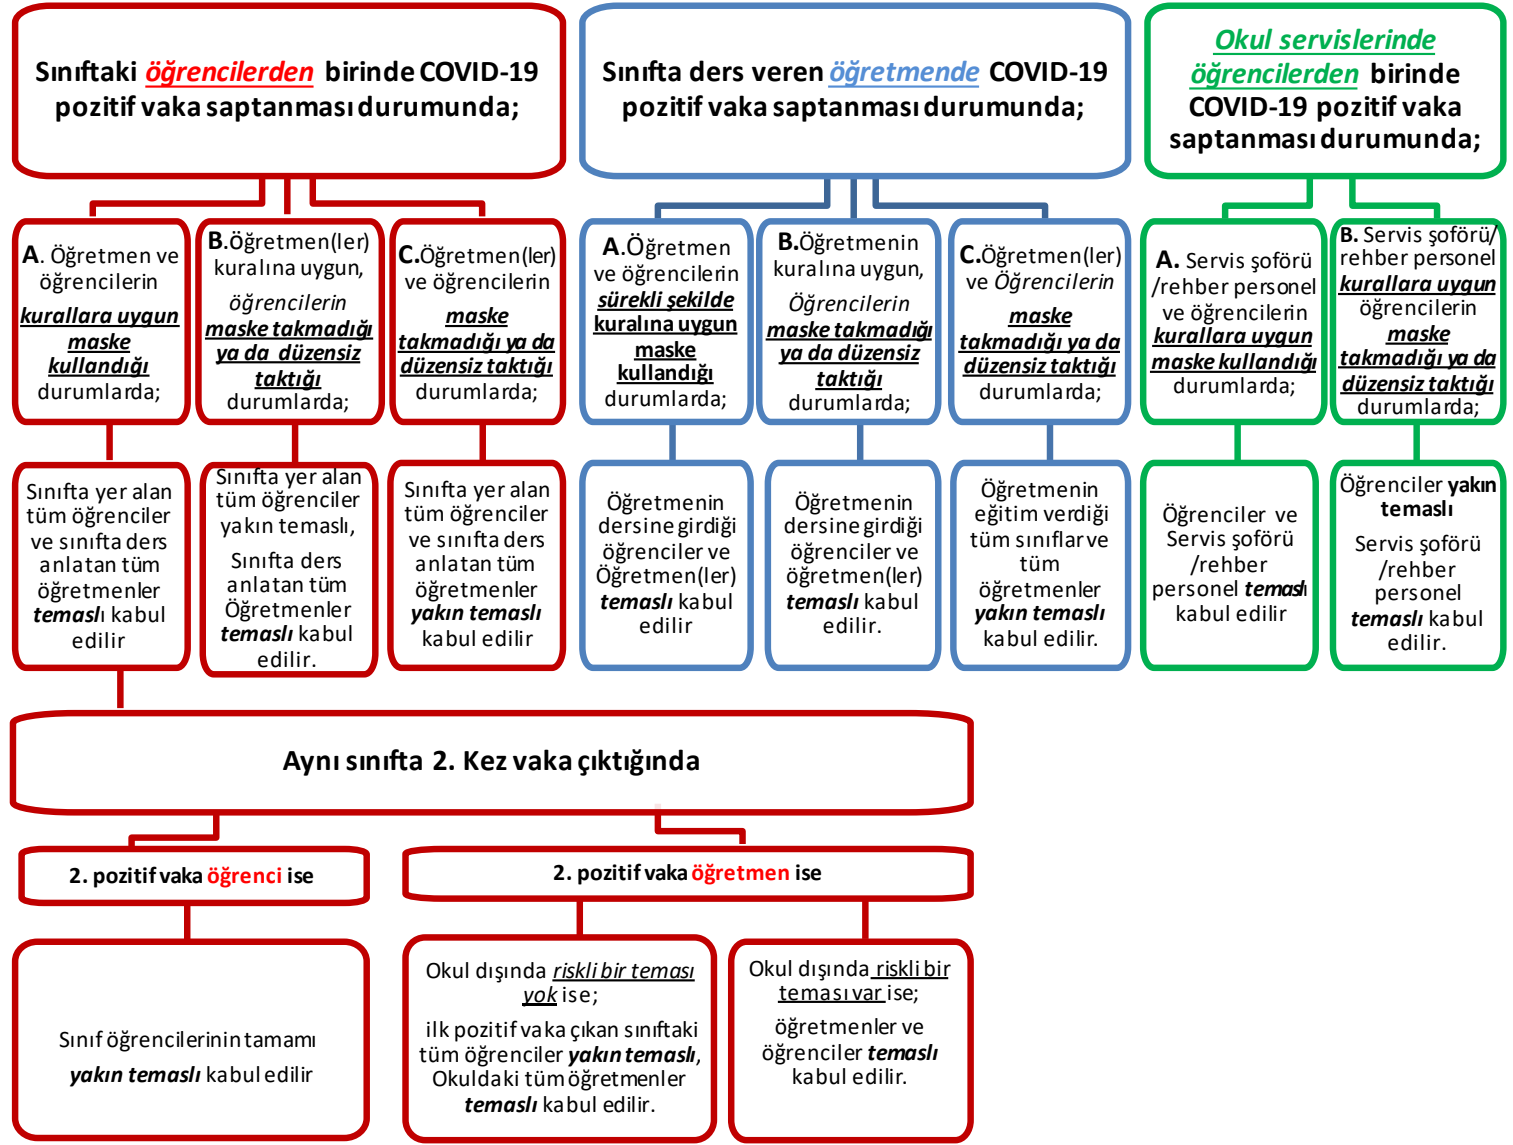 Sınıftaki öğrencilerden birinde COVID-19
pozitif vaka saptanması durumunda;
Sınıfta ders veren öğretmende COVID-19
pozitif vaka saptanması durumunda;
Okul servislerinde
öğrencilerden birinde
COVID-19 pozitif vaka
saptanması durumunda;
A. Öğretmen ve
öğrencilerin
kurallara uygun
maske
kullandığı
durumlarda;
B.Öğretmen(ler)
kuralına uygun,
öğrencilerin
maske takmadığı
ya da düzensiz
taktığı
durumlarda;
C.Öğretmen(ler)
ve öğrencilerin
maske
takmadığı ya da
düzensiz taktığı
durumlarda;
A.Öğretmen
ve öğrencilerin
sürekli şekilde
kuralına uygun
maske
kullandığı
durumlarda;
B.Öğretmenin
kuralına uygun,
Öğrencilerin
maske takmadığı
ya da düzensiz
taktığı
durumlarda;
C.Öğretmen(ler)
ve Öğrencilerin
maske
takmadığı ya da
düzensiz taktığı
durumlarda;
A. Servis şoförü
/rehber personel
ve öğrencilerin
kurallara uygun
maske kullandığı
durumlarda;
B. Servis şoförü/
rehber personel
kurallara uygun
öğrencilerin
maske
takmadığı ya da
düzensiz taktığı
durumlarda;
Sınıfta yer alan
tüm öğrenciler
ve sınıfta ders
anlatan tüm
öğretmenler
temaslı kabul
edilir
Sınıfta yer alan
tüm öğrenciler
yakın temaslı,
Sınıfta ders
anlatan tüm
Öğretmenler
temaslı kabul
edilir.
Sınıfta yer alan
tüm öğrenciler
ve sınıfta ders
anlatan tüm
öğretmenler
yakın temaslı
kabul edilir
Öğretmenin
dersine girdiği
öğrenciler ve
Öğretmen(ler)
temaslı kabul
edilir
Öğretmenin
dersine girdiği
öğrenciler ve
öğretmen(ler)
temaslı kabul
edilir.
Öğretmenin
eğitim verdiği
tüm sınıflar ve
tüm
öğretmenler
yakın temaslı
kabul edilir.
Öğrenciler ve
Servis şoförü
/rehber
personel temaslı
kabul edilir
Öğrenciler yakın
temaslı
Servis şoförü
/rehber
personel
temaslı kabul
edilir.
Aynı sınıfta 2. Kez vaka çıktığında
2. pozitif vaka öğrenci ise
2. pozitif vaka öğretmen ise
Sınıf öğrencilerinin tamamı
yakın temaslı kabul edilir
Okul dışında riskli bir teması
yok ise;
ilk pozitif vaka çıkan sınıftaki
tüm öğrenciler yakın temaslı,
Okuldaki tüm öğretmenler
temaslı kabul edilir.
Okul dışında riskli bir
teması var ise;
öğretmenler ve
öğrenciler temaslı
kabul edilir.